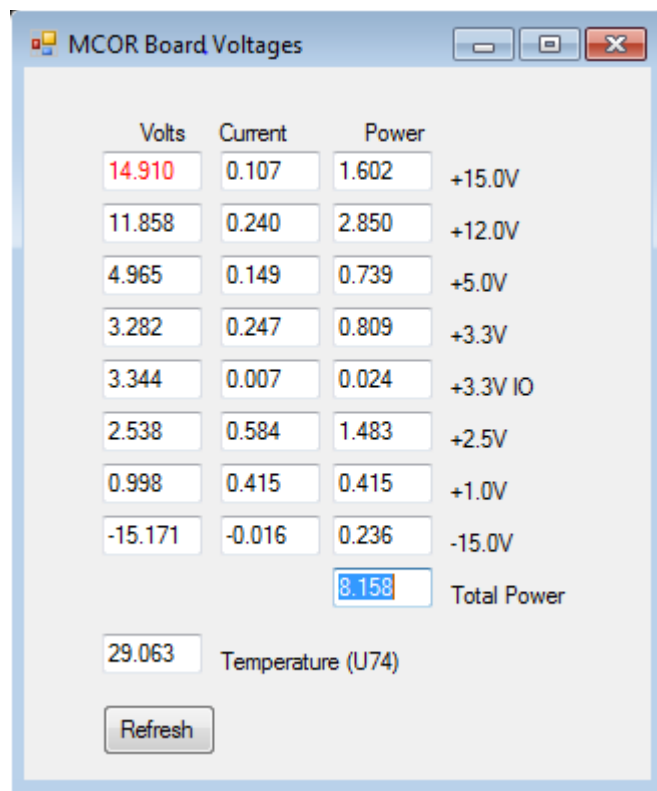 MCOR Board Voltages
Volts Current Power
14.910 0.107 1.602 +15.0V
11.858 0.240 2.850 +12.0V
4.965 0.149 0.739 +5.0V
3.282 0.247 0.809 +3.3V
3.344 0.007 0.024 +3.3V IO
2.538 0.584 1.483 +2.5V
0.998 0.415 0.415 +1.0V
-15.171 -0.016 0.236 -15.0V
8.158 Total Power
29.063 Temperature (U74)
Refresh